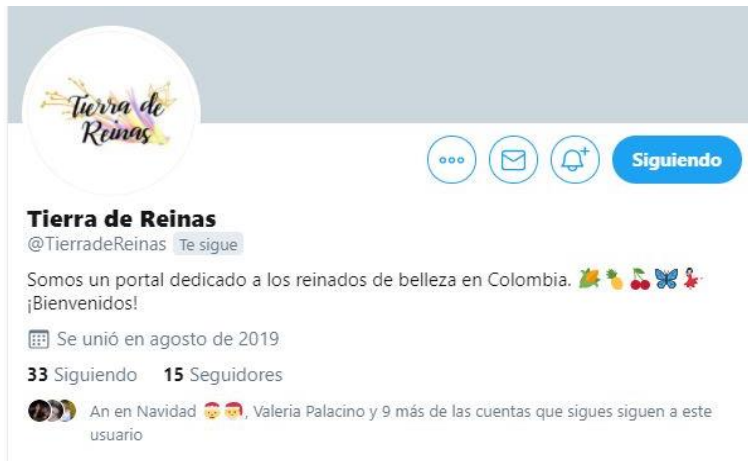 Tierra de
Reinas
Siguiendo
Tierra de Reinas
@TierradeReinas Te sigue
Somos un portal dedicado a los reinados de belleza en Colombia. 🌽🍍🍒🦋💃
¡Bienvenidos!
Se unió en agosto de 2019
33 Siguiendo 15 Seguidores
An en Navidad 🎅🤶, Valeria Palacino y 9 más de las cuentas que sigues siguen a este
usuario